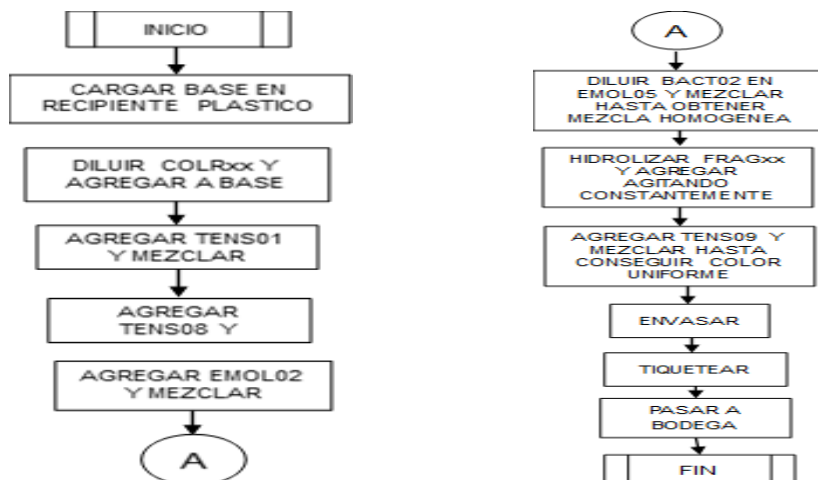 INICIO
CARGAR BASE EN
RECIPIENTE PLASTICO
DILUIR COLRxx Y
AGREGAR A BASE
AGREGAR TENS01
Y MEZCLAR
AGREGAR
TENS08 Y
AGREGAR EMOL02
Y MEZCLAR
A
A
DILUIR BACT02 EN
EMOL05 Y MEZCLAR
HASTA OBTENER
MEZCLA HOMOGENEA
HIDROLIZAR FRAGxx
Y AGREGAR
AGITANDO
CONSTANTEMENTE
AGREGAR TENS09 Y
MEZCLAR HASTA
CONSEGUIR COLOR
UNIFORME
ENVASAR
TIQUETEAR
PASAR A
BODEGA
FIN